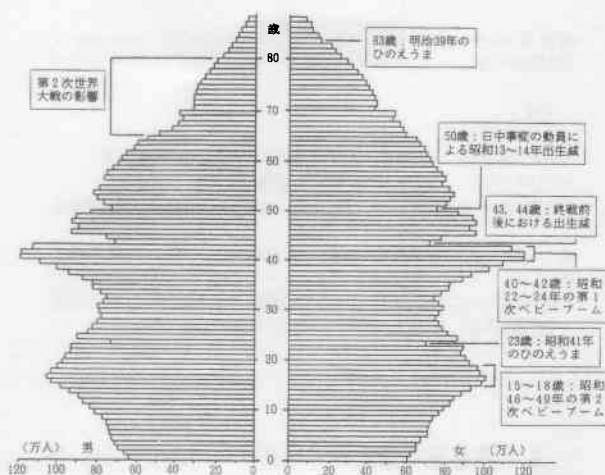 歳
83歳：明治39年の
ひのえうま
第2次世界
大戦の影響
50歳：日中事変の動員に
よる昭和13～14年出生減
43, 44歳：終戦前
後における出生減
40～42歳：昭和
22～24年の第1
次ベビーブーム
23歳：昭和41年
のひのえうま
15～18歳：昭和
46～49年の第2
次ベビーブーム
80
70
60
50
40
30
20
10
0
（万人） 男
女 （万人）
120 100 80 60 40 20 0
0 20 40 60 80 100 120